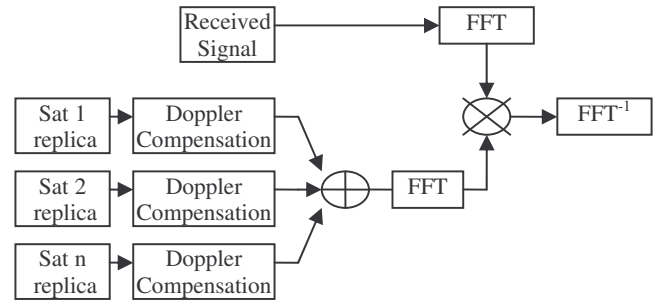 Received
Signal
FFT
FFT-1
Sat 1
replica
Doppler
Compensation
Sat 2
replica
Doppler
Compensation
FFT
Sat n
replica
Doppler
Compensation